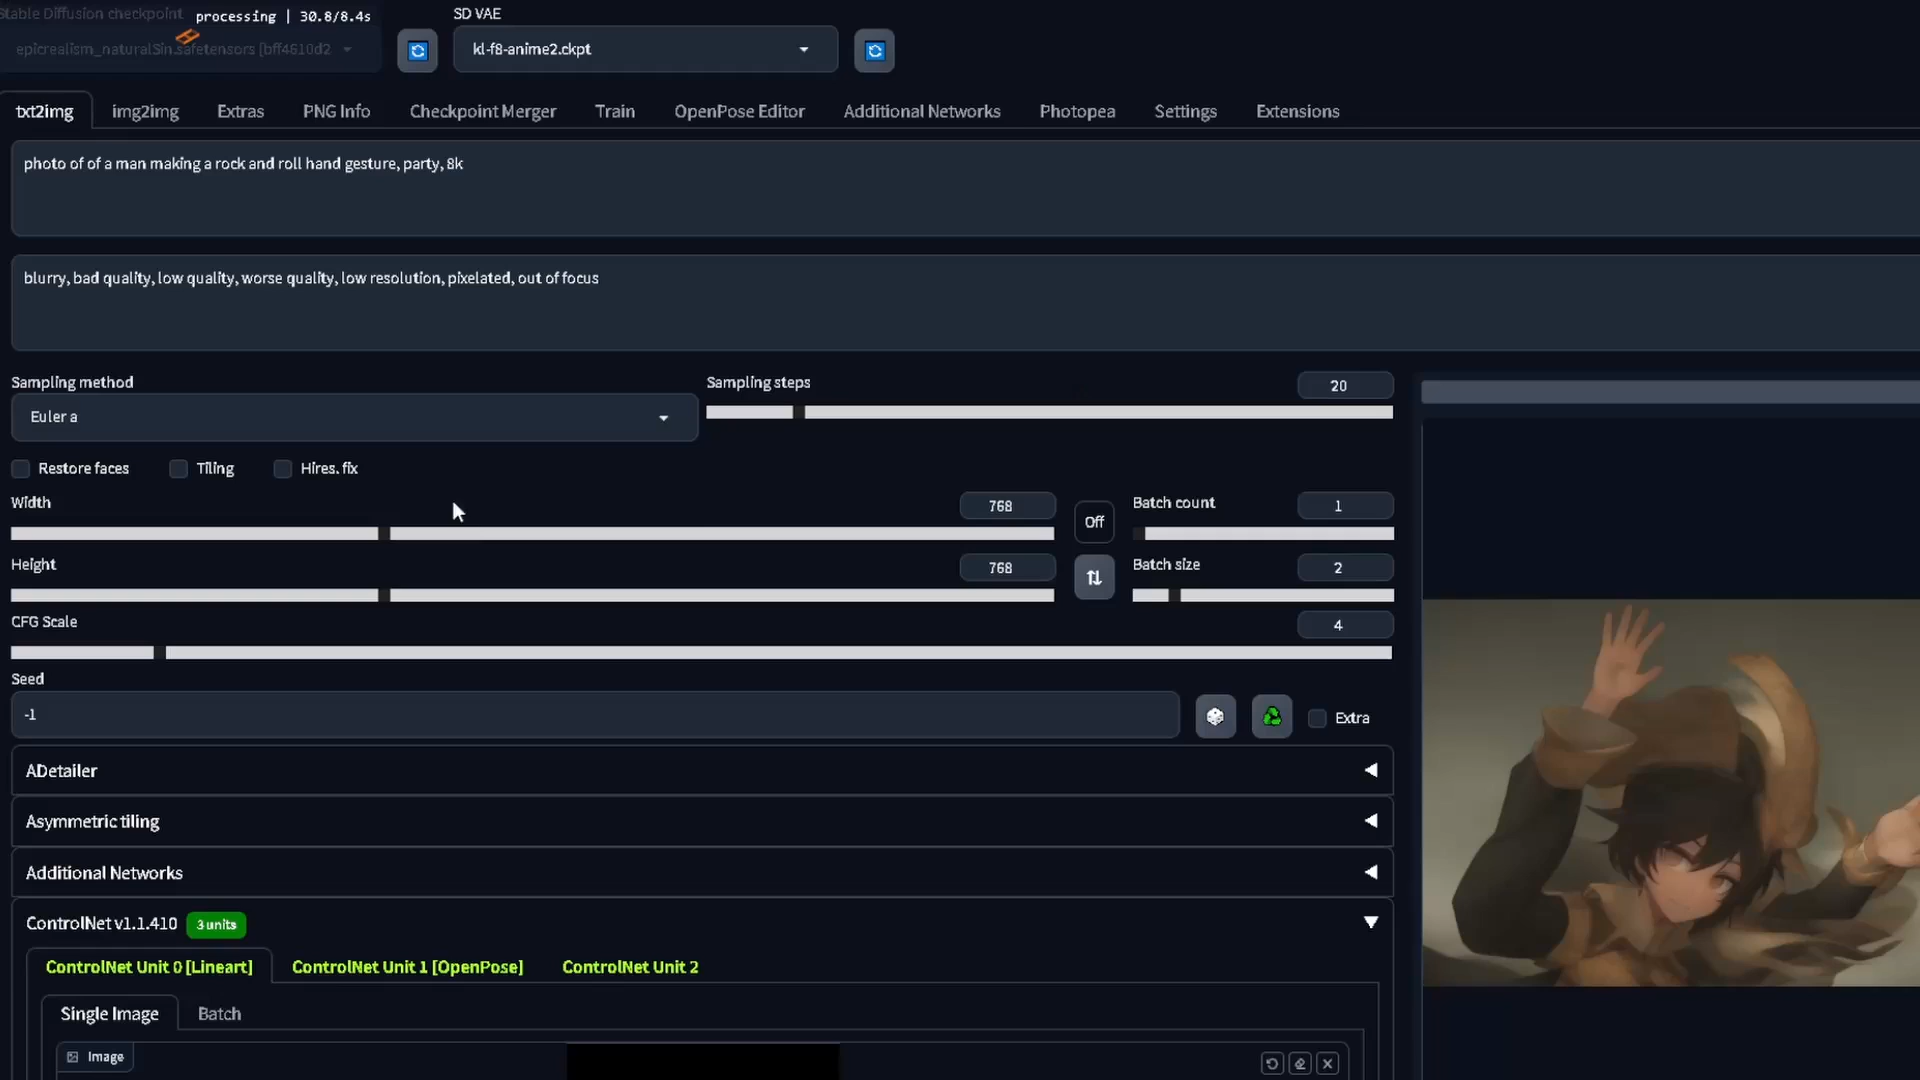 Stable Diffusion checkpoint
processing | 30.8/8.4s
SD VAE
epicrealism_naturalSin.safetensors [bff4610d2
kl-f8-anime2.ckpt
txt2img
img2img
Extras
PNG Info
Checkpoint Merger
Train
OpenPose Editor
Additional Networks
Photopea
Settings
Extensions
photo of of a man making a rock and roll hand gesture, party, 8k
blurry, bad quality, low quality, worse quality, low resolution, pixelated, out of focus
Sampling method
Sampling steps
20
Euler a
Restore faces
Tiling
Hires. fix
Width
768
Off
Batch count
1
Height
768
Batch size
2
CFG Scale
4
Seed
-1
Extra
ADetailer
Asymmetric tiling
Additional Networks
ControlNet v1.1.410
3 units
ControlNet Unit 0 [Lineart]
ControlNet Unit 1 [OpenPose]
ControlNet Unit 2
Single Image
Batch
Image